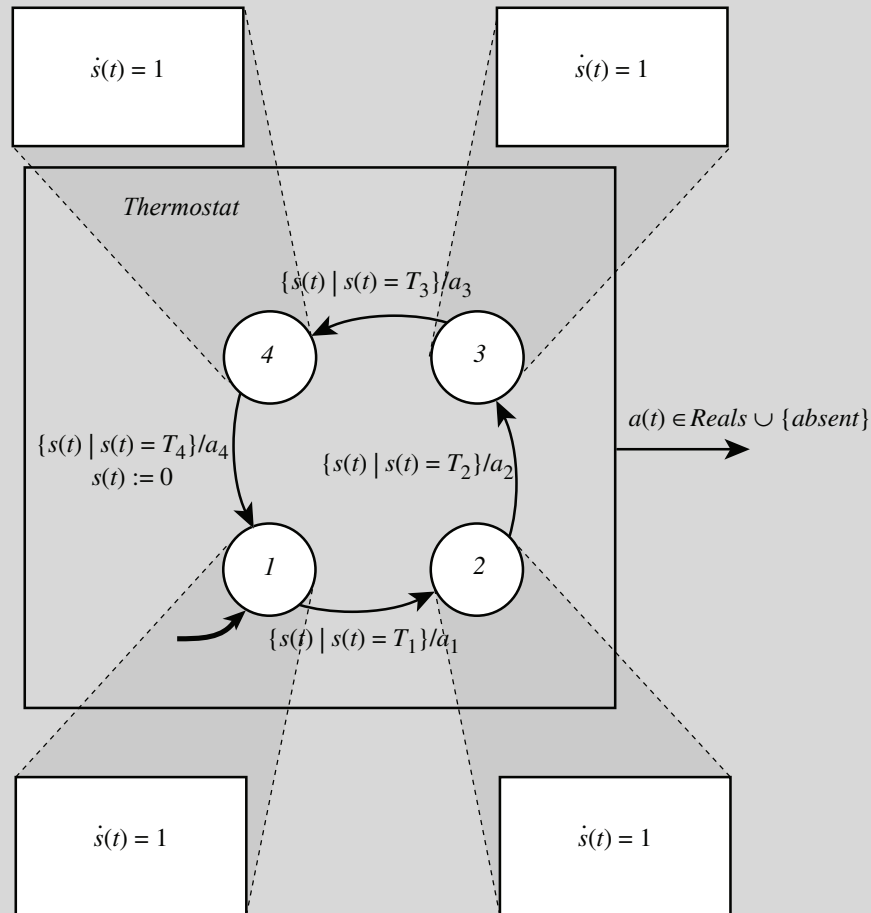 ṡ(t) = 1
ṡ(t) = 1
Thermostat
{s(t) | s(t) = T₃}/a₃
4
3
a(t) ∈ Reals ∪ {absent}
{s(t) | s(t) = T₄}/a₄
s(t) := 0
{s(t) | s(t) = T₂}/a₂
1
2
{s(t) | s(t) = T₁}/a₁
ṡ(t) = 1
ṡ(t) = 1